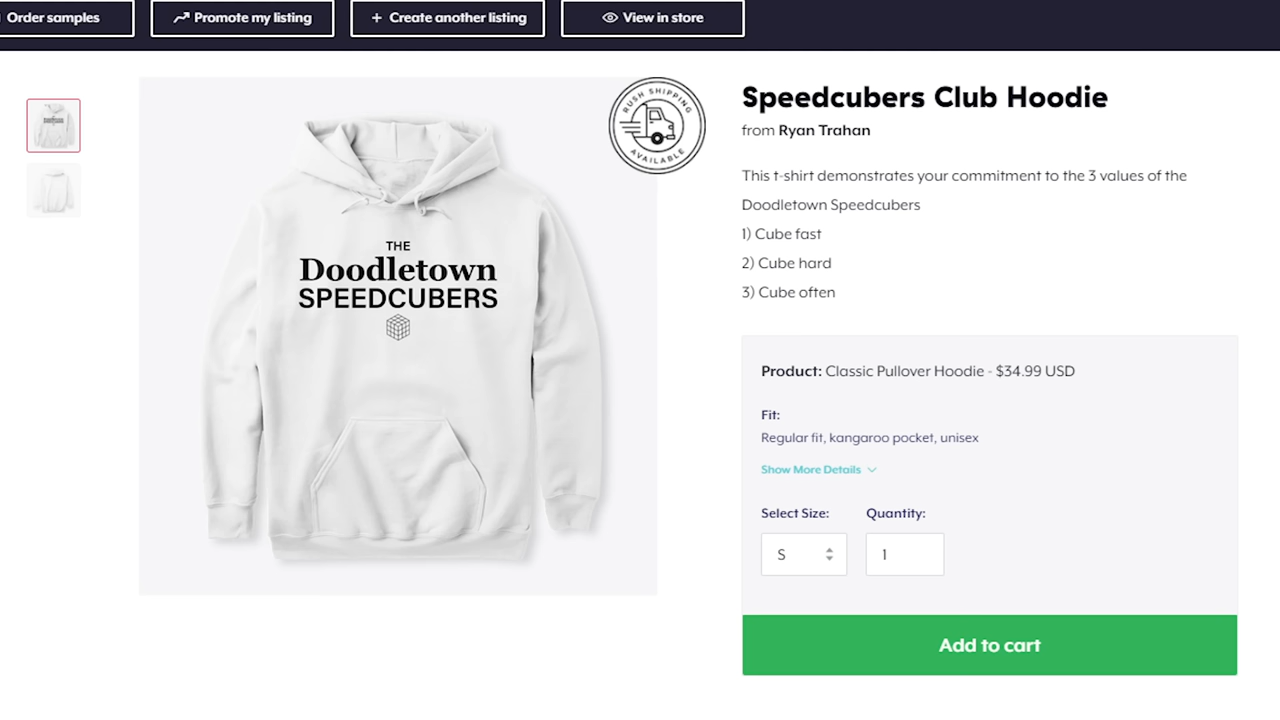 Order samples
Promote my listing
+ Create another listing
View in store
RUSH SHIPPING
AVAILABLE
THE
Doodletown
SPEEDCUBERS
Speedcubers Club Hoodie
from Ryan Trahan
This t-shirt demonstrates your commitment to the 3 values of the
Doodletown Speedcubers
1) Cube fast
2) Cube hard
3) Cube often
Product: Classic Pullover Hoodie - $34.99 USD
Fit:
Regular fit, kangaroo pocket, unisex
Show More Details
Select Size:
Quantity:
S
1
Add to cart